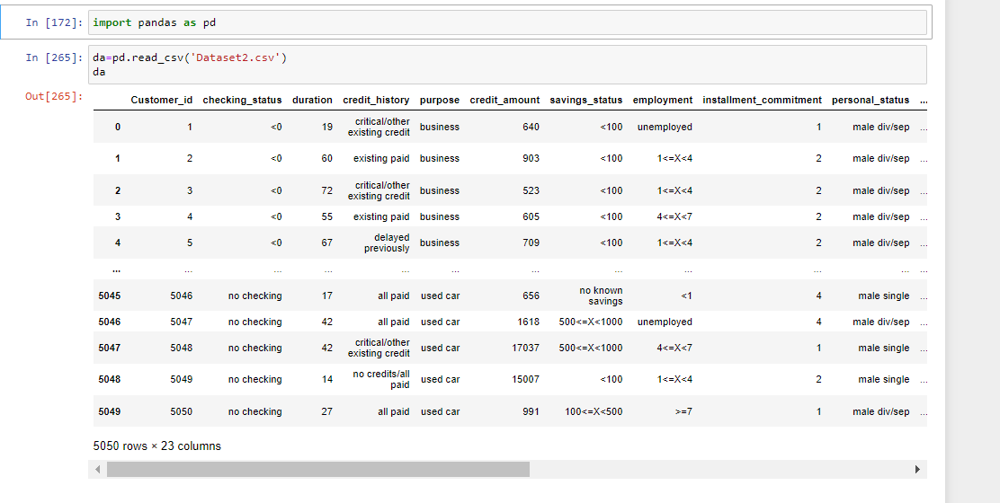 In [172]: import pandas as pd
In [265]: da=pd.read_csv('Dataset2.csv')
da
Out[265]:
Customer_id checking_status duration credit_history purpose credit_amount savings_status employment installment_commitment personal_status ...
0 1 <0 19 critical/other existing credit business 640 <100 unemployed 1 male div/sep ...
1 2 <0 60 existing paid business 903 <100 1<=X<4 2 male div/sep ...
2 3 <0 72 critical/other existing credit business 523 <100 1<=X<4 2 male div/sep ...
3 4 <0 55 existing paid business 605 <100 4<=X<7 2 male div/sep ...
4 5 <0 67 delayed previously business 709 <100 1<=X<4 2 male div/sep ...
... ... ... ... ... ... ... ... ... ... ... ...
5045 5046 no checking 17 all paid used car 656 no known savings <1 4 male single ...
5046 5047 no checking 42 all paid used car 1618 500<=X<1000 unemployed 4 male div/sep ...
5047 5048 no checking 42 critical/other existing credit used car 17037 500<=X<1000 4<=X<7 1 male single ...
5048 5049 no checking 14 no credits/all paid used car 15007 <100 1<=X<4 2 male single ...
5049 5050 no checking 27 all paid used car 991 100<=X<500 >=7 1 male div/sep ...
5050 rows × 23 columns